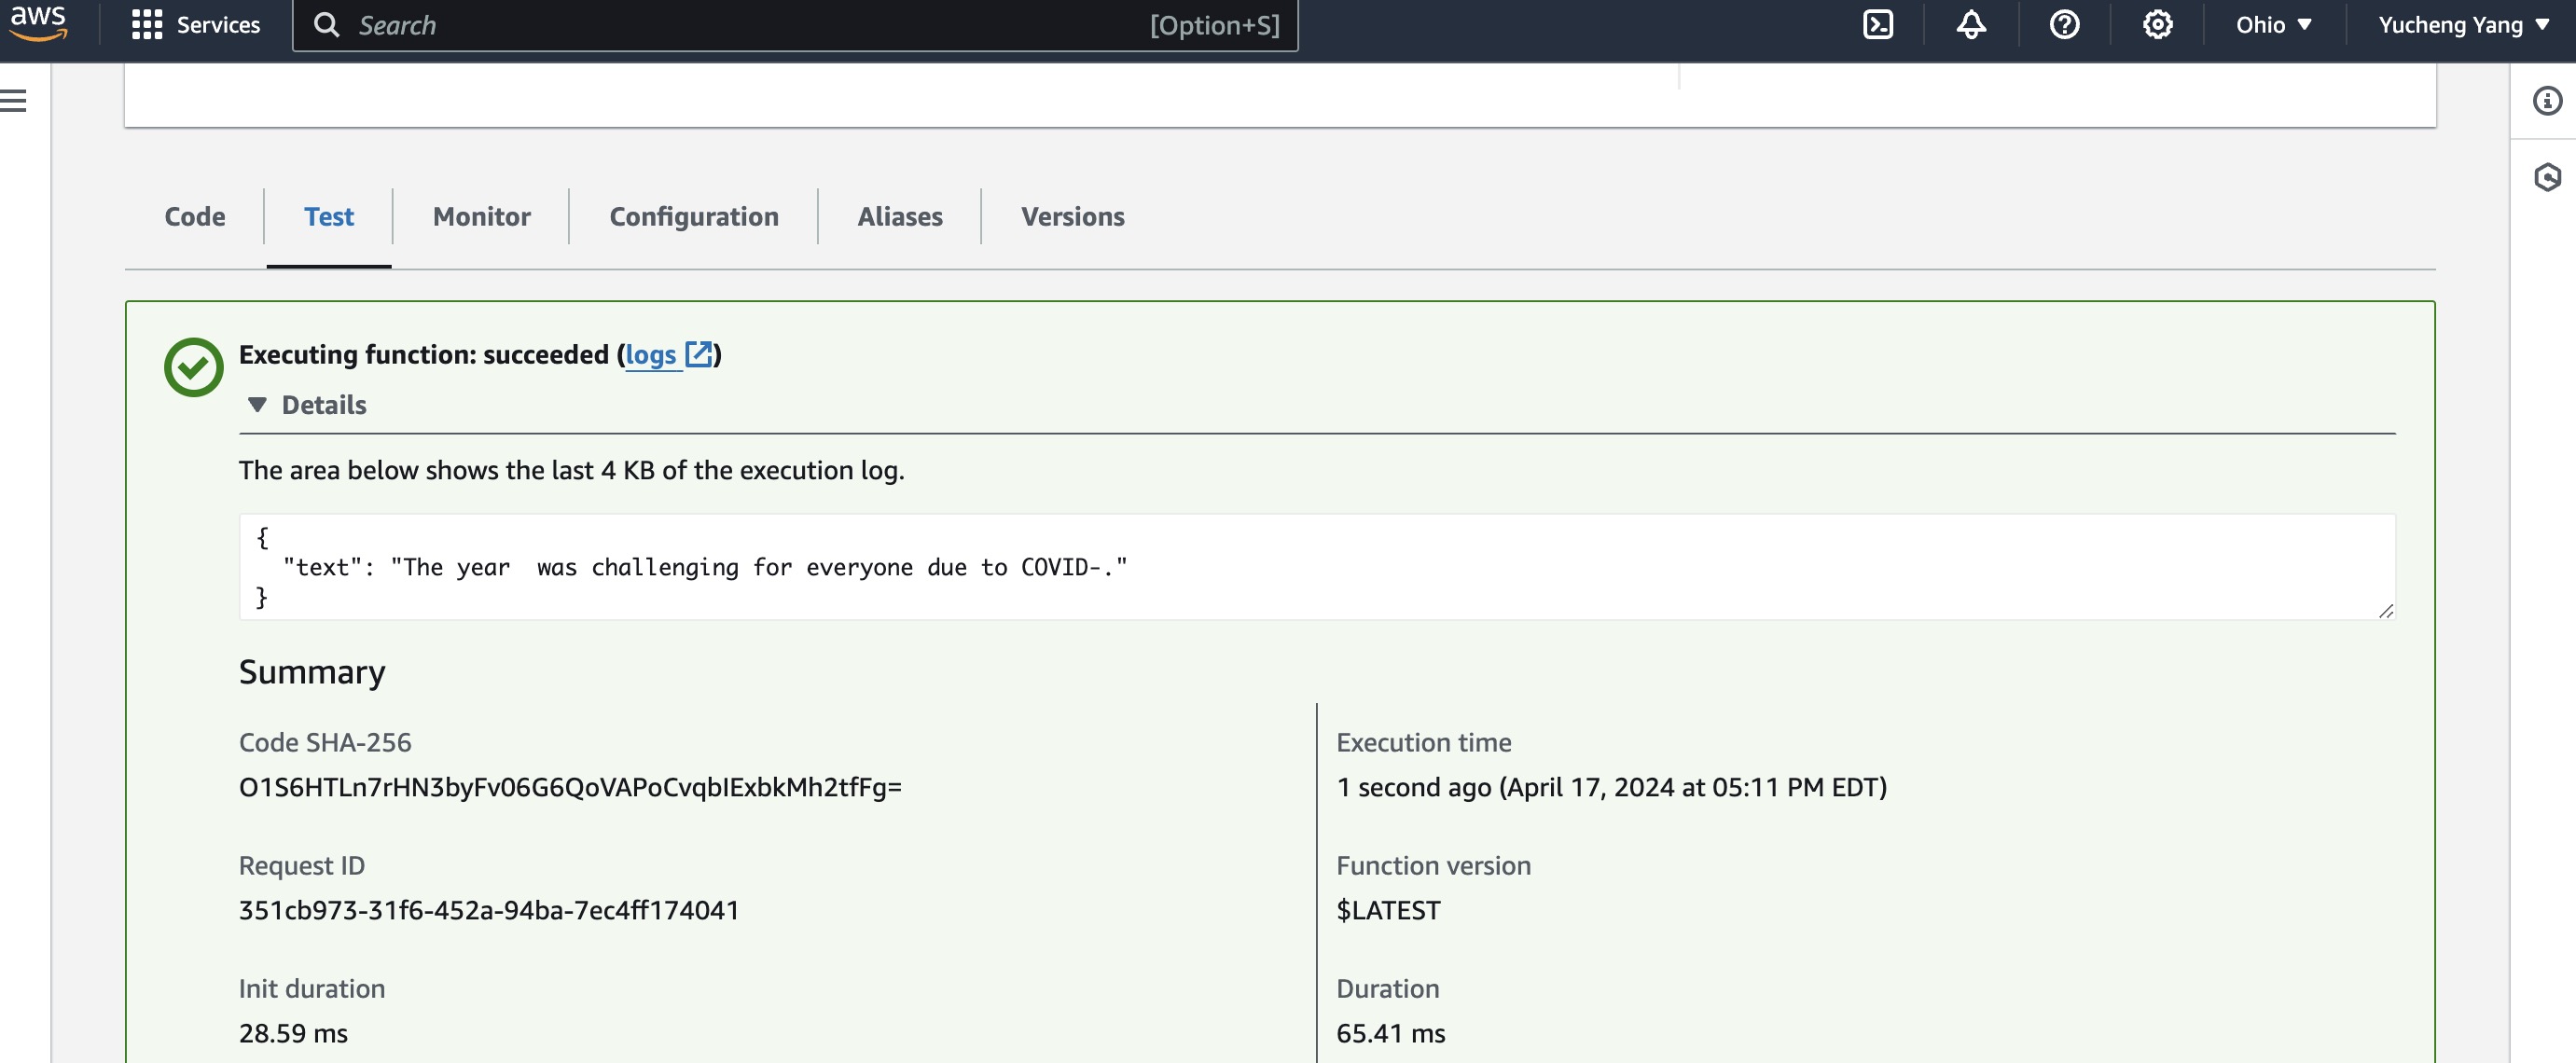 aws Services Search [Option+S] Ohio Yucheng Yang
Code Test Monitor Configuration Aliases Versions
Executing function: succeeded (logs)
Details
The area below shows the last 4 KB of the execution log.
{
"text": "The year  was challenging for everyone due to COVID-."
}
Summary
Code SHA-256
O1S6HTLn7rHN3byFv06G6QoVAPoCvqbIExbkMh2tfFg=
Execution time
1 second ago (April 17, 2024 at 05:11 PM EDT)
Request ID
351cb973-31f6-452a-94ba-7ec4ff174041
Function version
$LATEST
Init duration
28.59 ms
Duration
65.41 ms